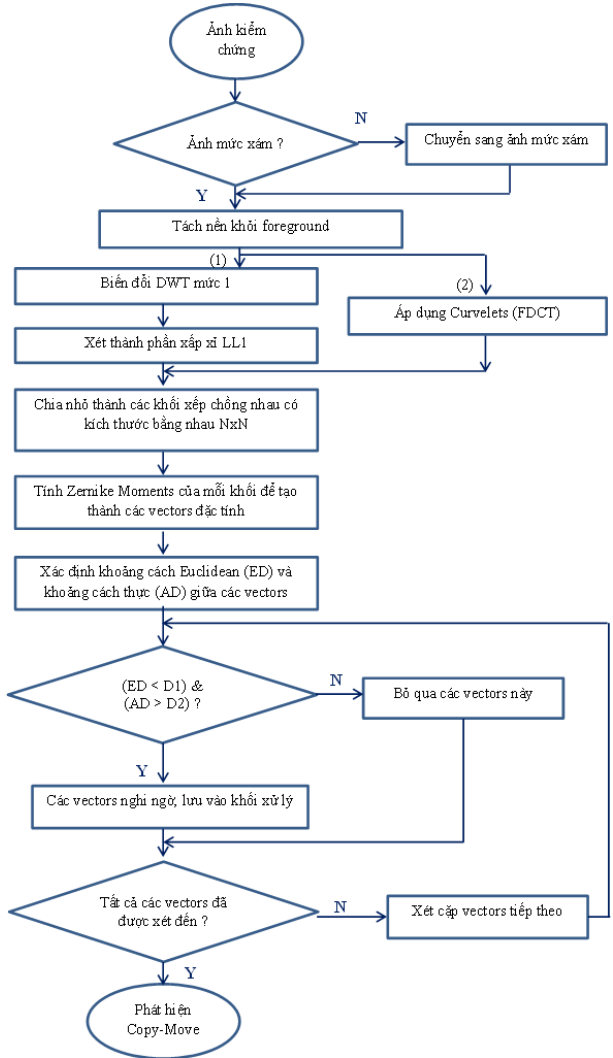 Ảnh kiểm
chứng
Ảnh mức xám ?
N
Chuyển sang ảnh mức xám
Y
Tách nền khỏi foreground
(1)
(2)
Biến đổi DWT mức 1
Áp dụng Curvelets (FDCT)
Xét thành phần xấp xỉ LL1
Chia nhỏ thành các khối xếp chồng nhau có
kích thước bằng nhau NxN
Tính Zernike Moments của mỗi khối để tạo
thành các vectors đặc tính
Xác định khoảng cách Euclidean (ED) và
khoảng cách thực (AD) giữa các vectors
(ED < D1) &
(AD > D2) ?
N
Bỏ qua các vectors này
Y
Các vectors nghi ngờ, lưu vào khối xử lý
Tất cả các vectors đã
được xét đến ?
N
Xét cặp vectors tiếp theo
Y
Phát hiện
Copy-Move